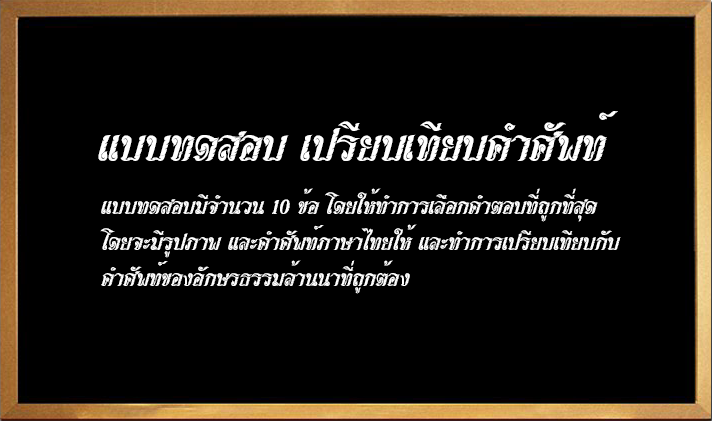 แบบทดสอบ เปรียบเทียบคำศัพท์
แบบทดสอบมีจำนวน 10 ข้อ โดยให้ทำการเลือกคำตอบที่ถูกที่สุด
โดยจะมีรูปภาพ และคำศัพท์ภาษาไทยให้ และทำการเปรียบเทียบกับ
คำศัพท์ของอักษรธรรมล้านนาที่ถูกต้อง